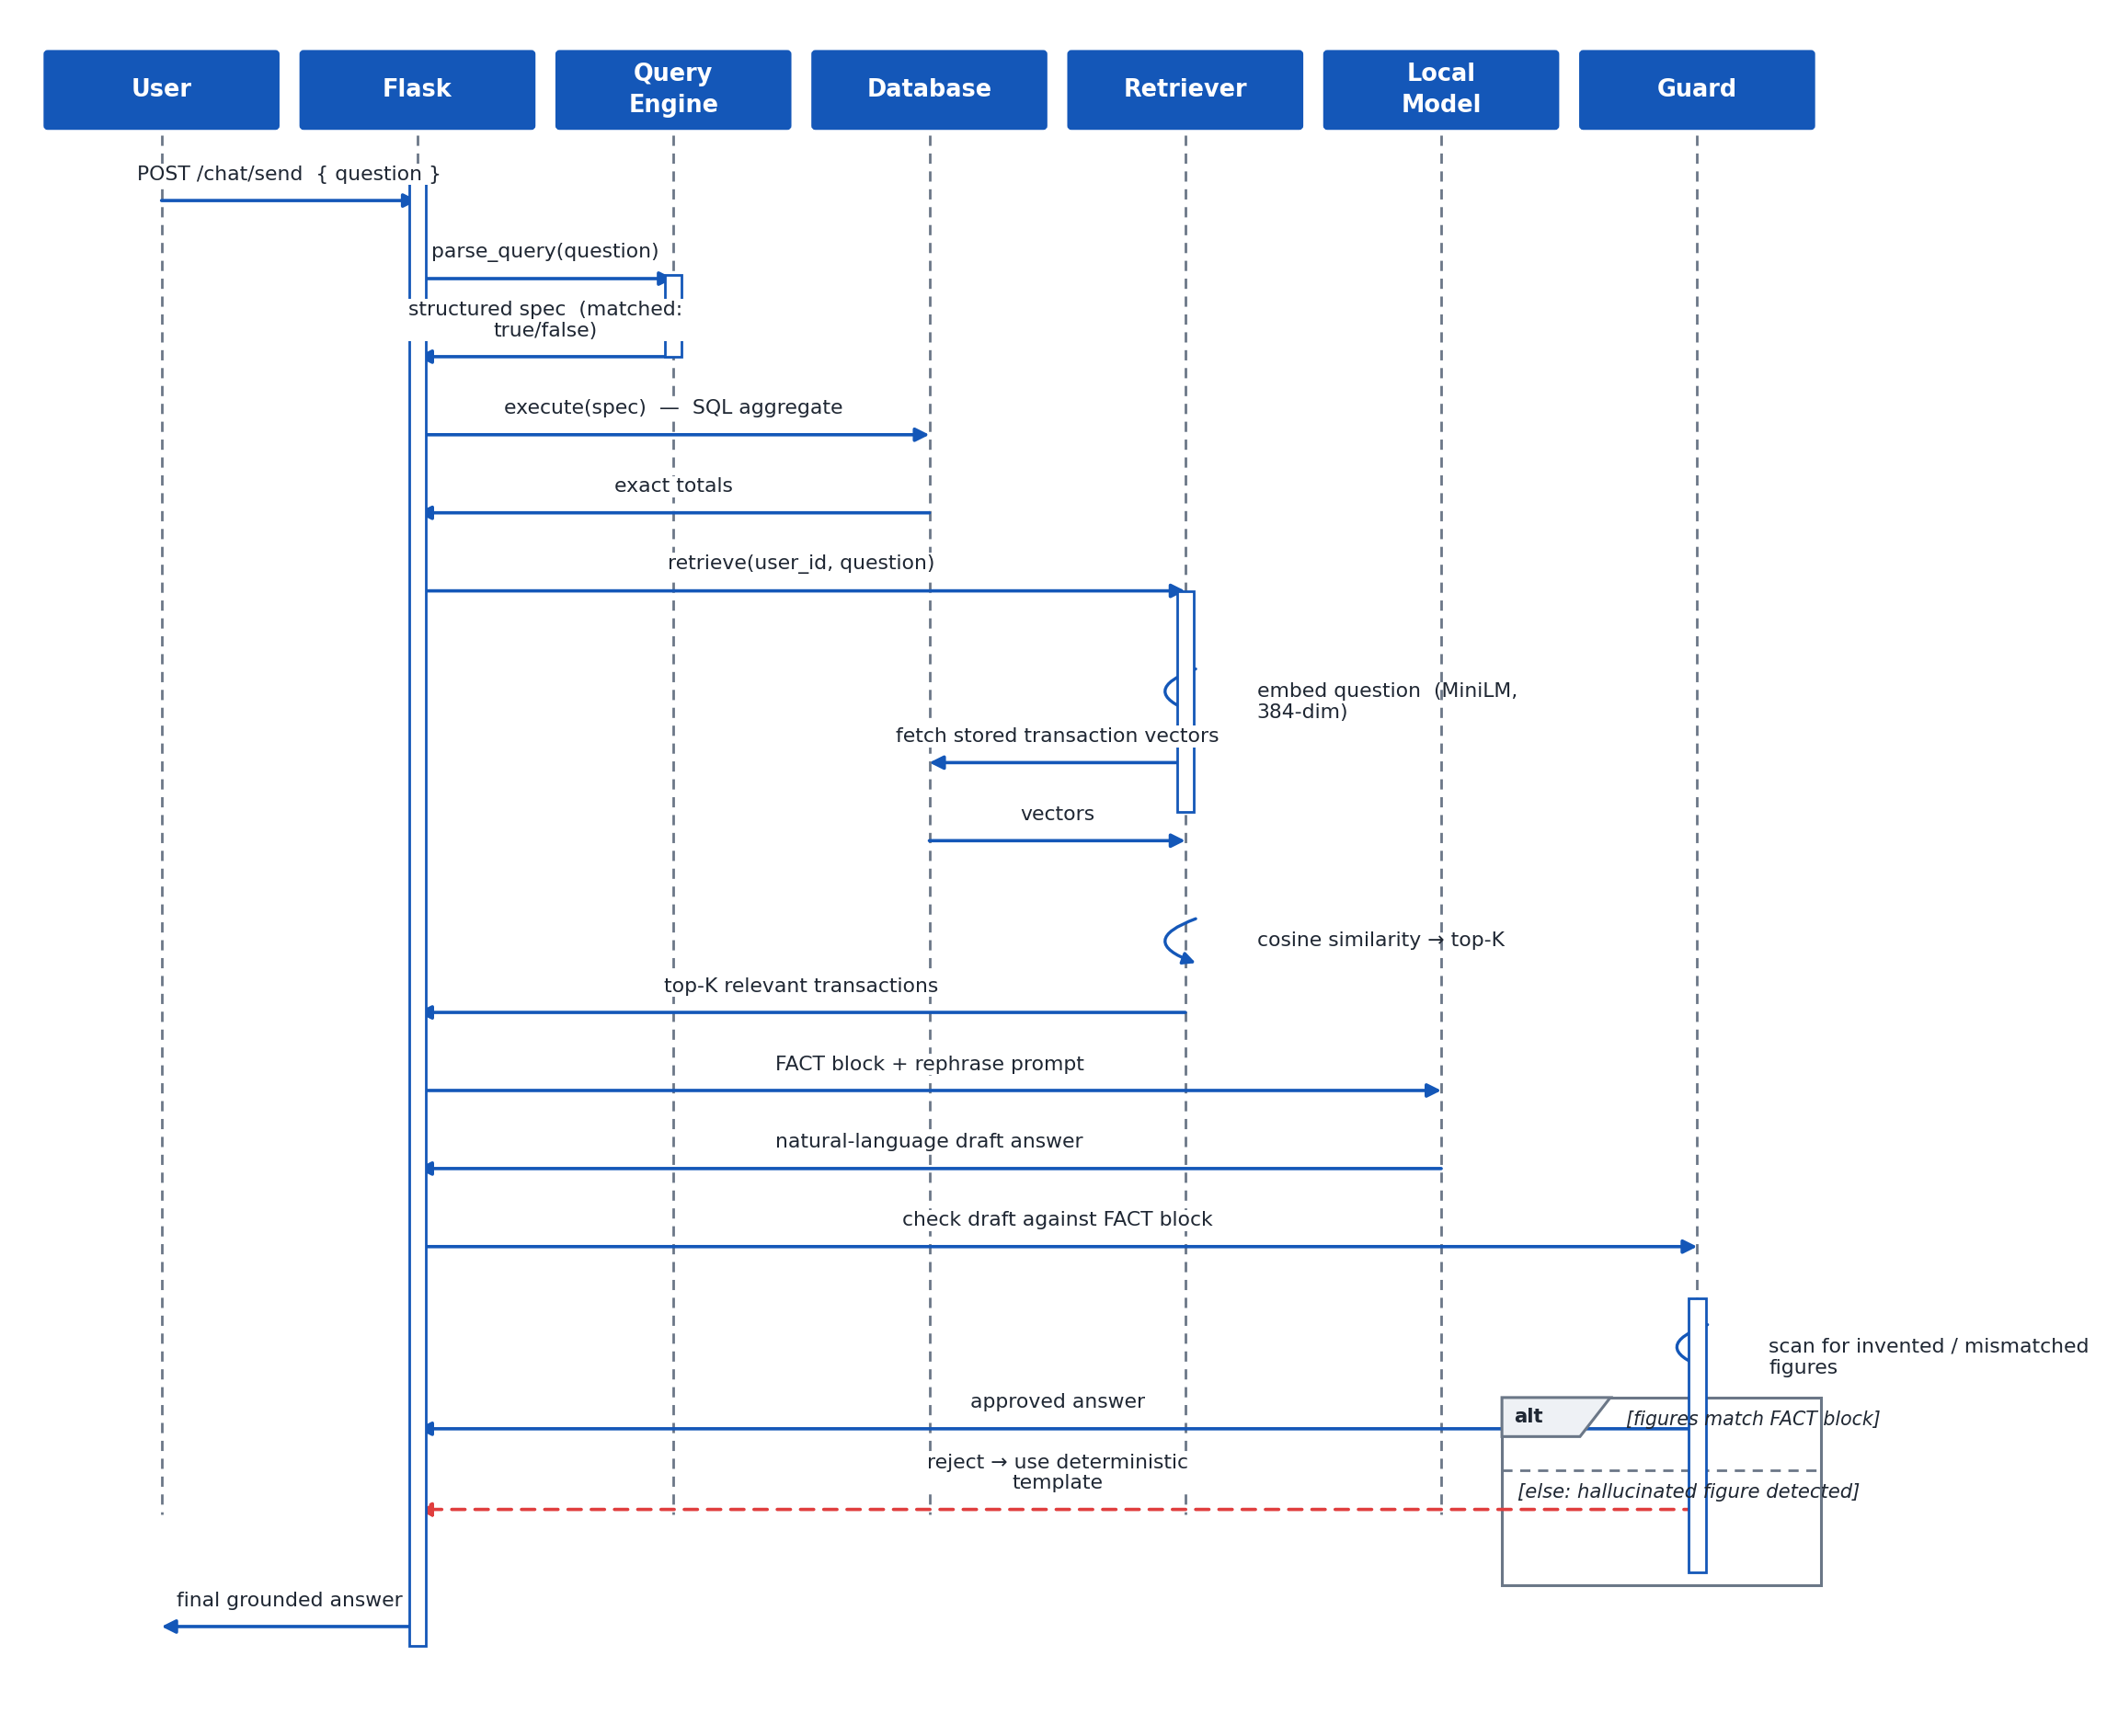 User
Flask
Query
Engine
Database
Retriever
Local
Model
Guard
POST /chat/send  { question }
parse_query(question)
structured spec  (matched:
true/false)
execute(spec)  —  SQL aggregate
exact totals
retrieve(user_id, question)
embed question  (MiniLM,
384-dim)
fetch stored transaction vectors
vectors
cosine similarity → top-K
top-K relevant transactions
FACT block + rephrase prompt
natural-language draft answer
check draft against FACT block
scan for invented / mismatched
figures
approved answer
alt
[figures match FACT block]
reject → use deterministic
template
[else: hallucinated figure detected]
final grounded answer